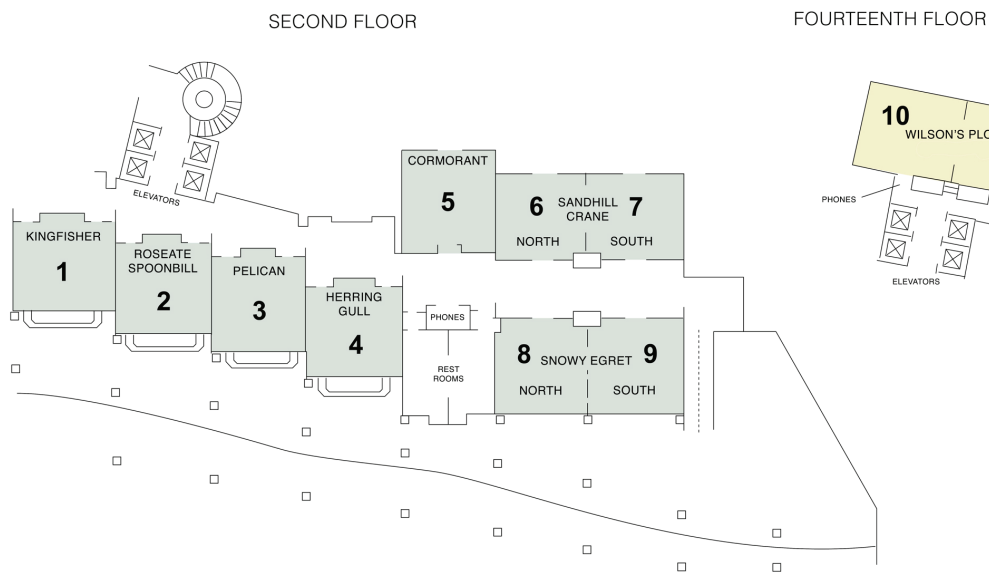 SECOND FLOOR
FOURTEENTH FLOOR
ELEVATORS
KINGFISHER
1
ROSEATE
SPOONBILL
2
PELICAN
3
HERRING
GULL
4
CORMORANT
5
6 SANDHILL 7
CRANE
NORTH SOUTH
PHONES
REST
ROOMS
8 SNOWY EGRET 9
NORTH SOUTH
10
WILSON'S PLO
PHONES
ELEVATORS